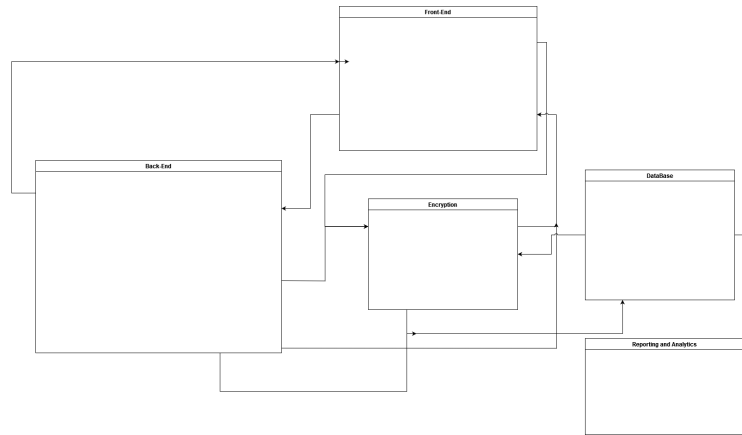 Front-End
Back-End
DataBase
Encryption
Reporting and Analytics